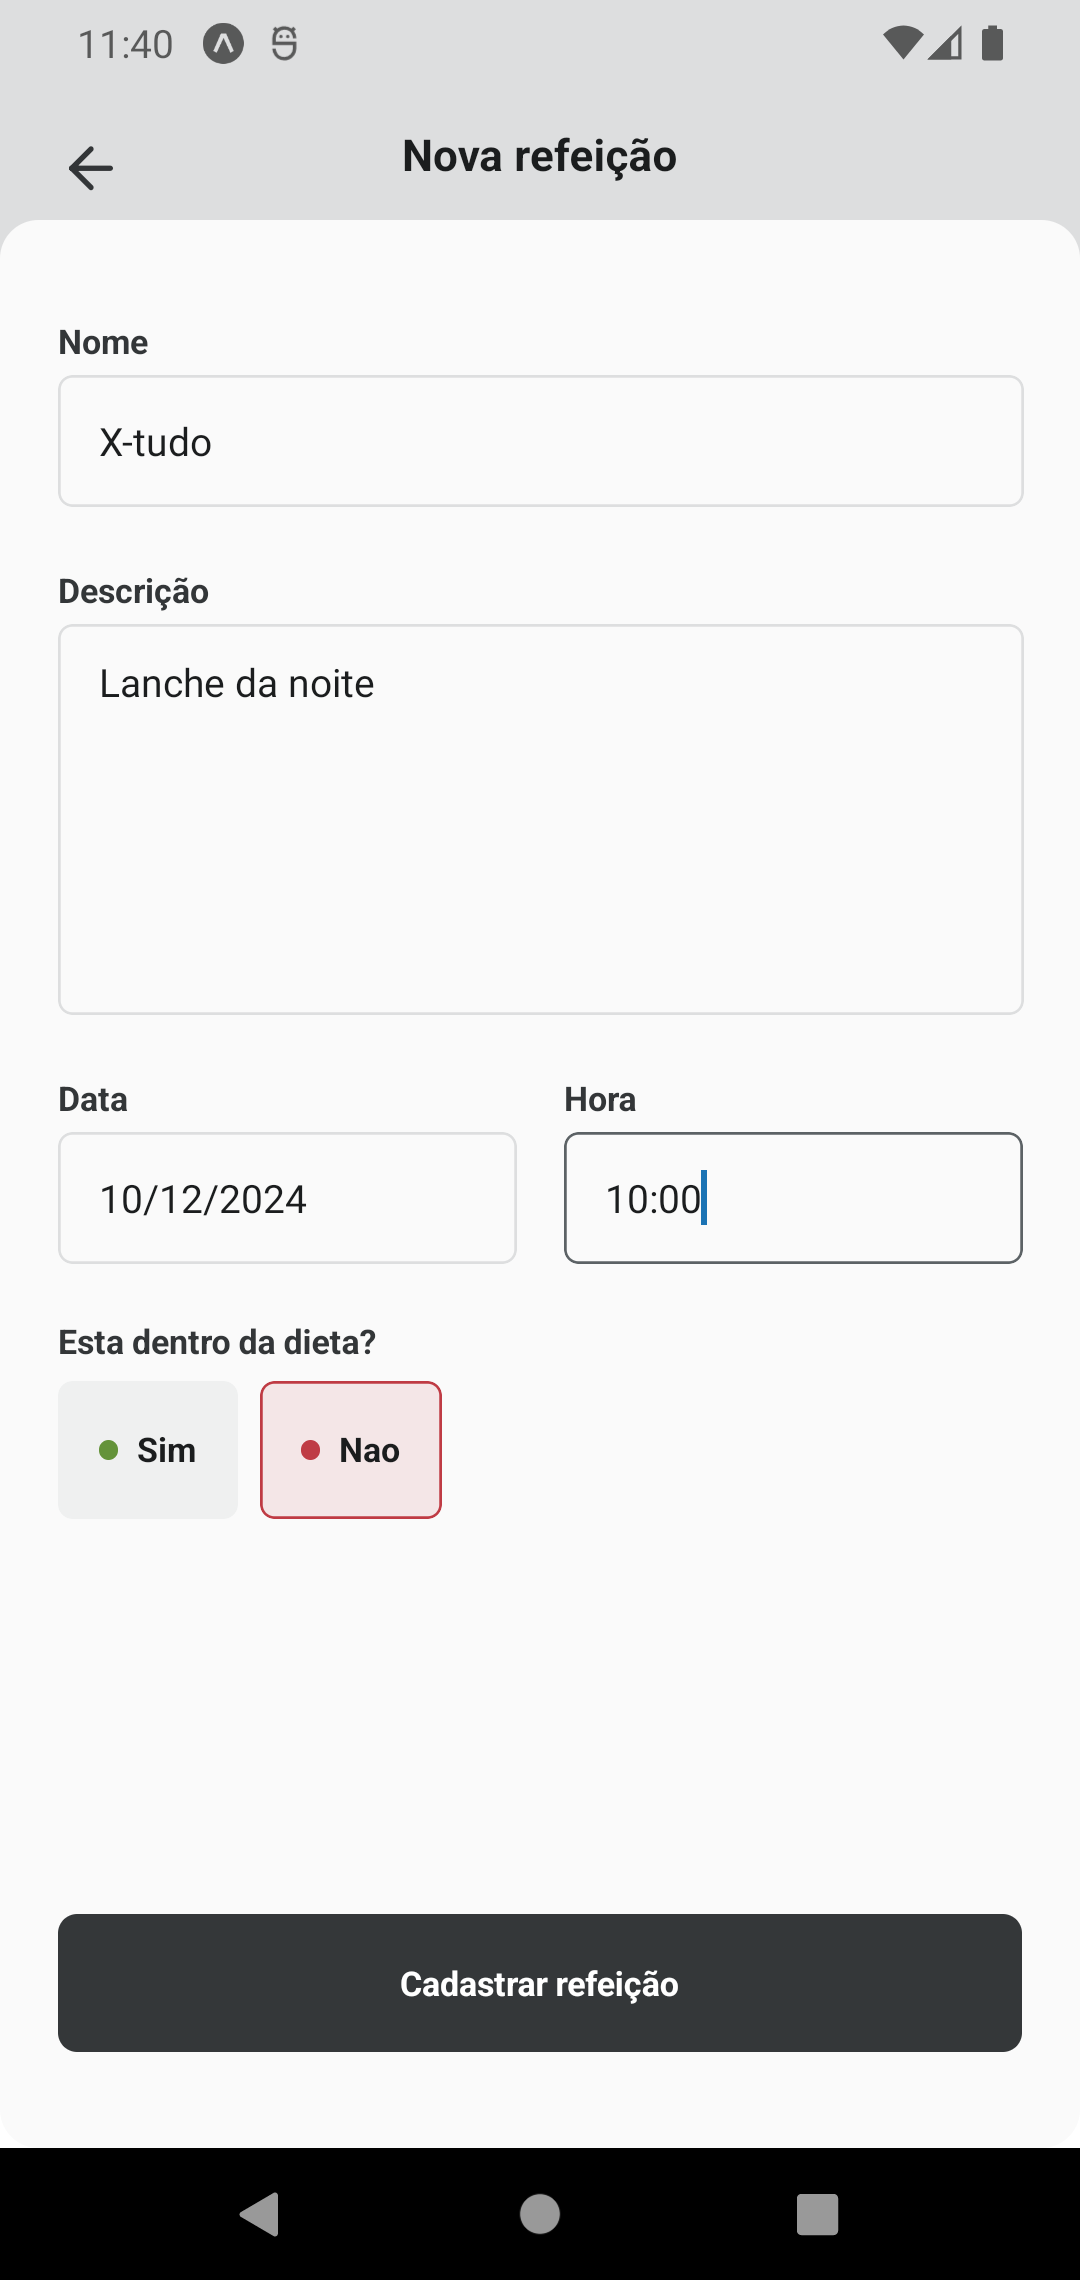 11:40
Nova refeição
Nome
X-tudo
Descrição
Lanche da noite
Data
Hora
10/12/2024
10:00
Esta dentro da dieta?
Sim
Nao
Cadastrar refeição